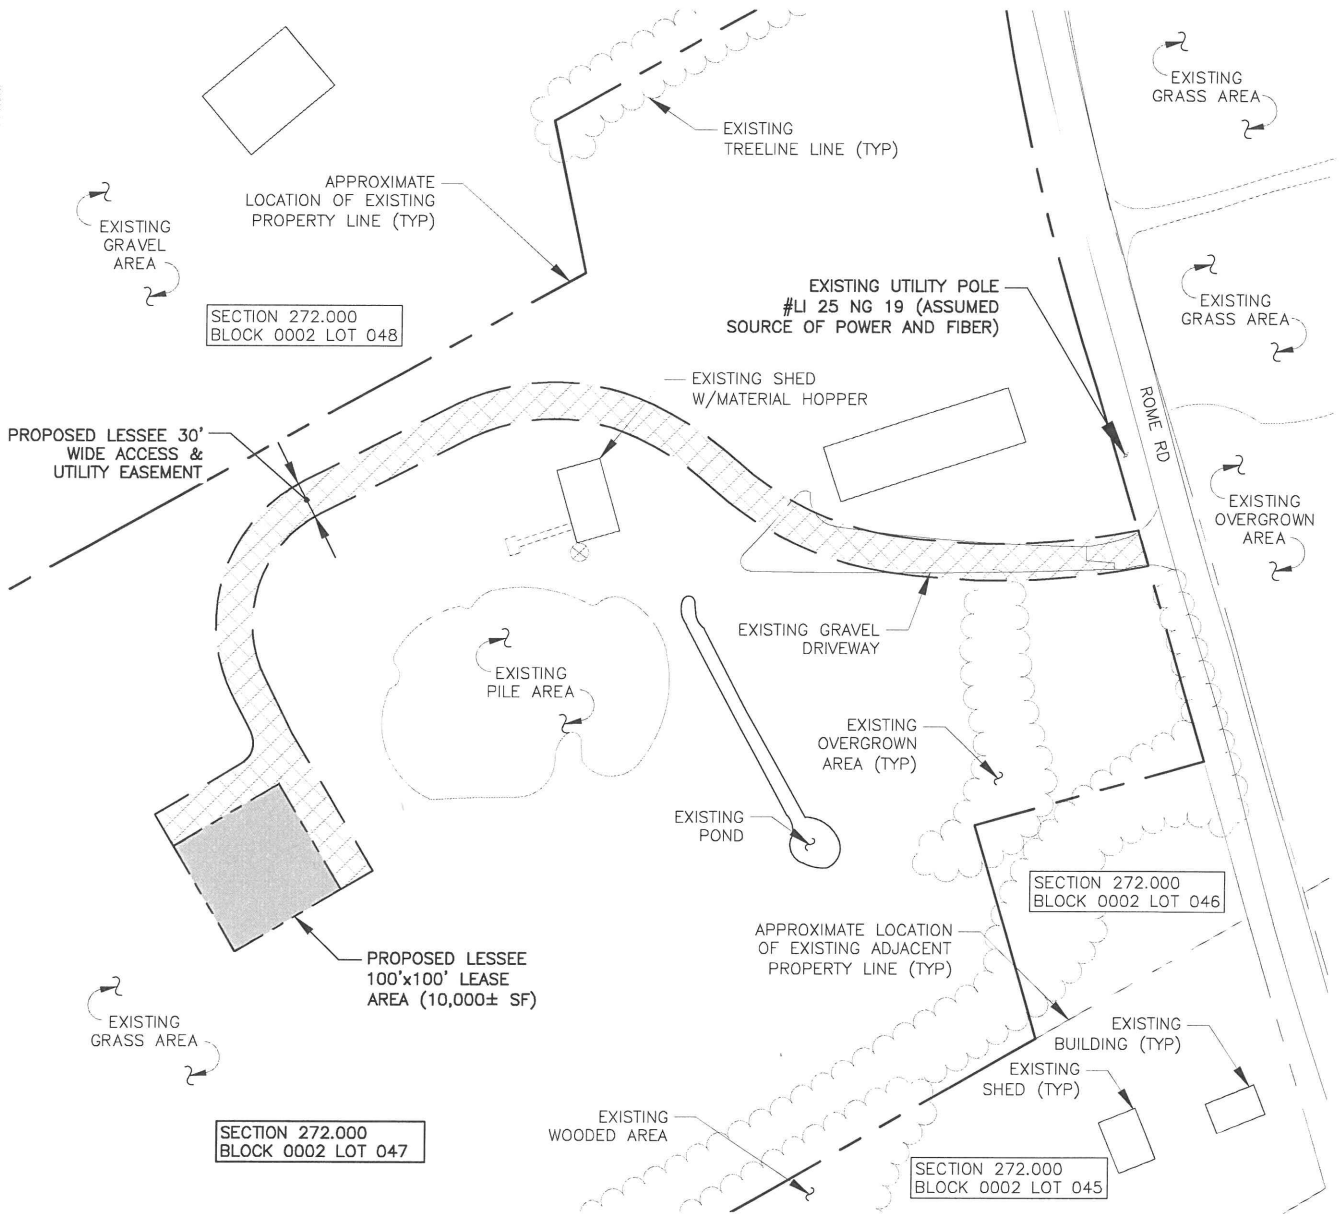 EXISTING
GRASS AREA
EXISTING
TREELINE LINE (TYP)
APPROXIMATE
LOCATION OF EXISTING
PROPERTY LINE (TYP)
EXISTING
GRAVEL
AREA
SECTION 272.000
BLOCK 0002 LOT 048
EXISTING UTILITY POLE
#LI 25 NG 19 (ASSUMED
SOURCE OF POWER AND FIBER)
EXISTING
GRASS AREA
EXISTING SHED
W/MATERIAL HOPPER
ROME RD
PROPOSED LESSEE 30'
WIDE ACCESS &
UTILITY EASEMENT
EXISTING
OVERGROWN
AREA
EXISTING GRAVEL
DRIVEWAY
EXISTING
PILE AREA
EXISTING
OVERGROWN
AREA (TYP)
EXISTING
POND
SECTION 272.000
BLOCK 0002 LOT 046
APPROXIMATE LOCATION
OF EXISTING ADJACENT
PROPERTY LINE (TYP)
PROPOSED LESSEE
100'x100' LEASE
AREA (10,000± SF)
EXISTING
GRASS AREA
EXISTING
BUILDING (TYP)
EXISTING
SHED (TYP)
EXISTING
WOODED AREA
SECTION 272.000
BLOCK 0002 LOT 047
SECTION 272.000
BLOCK 0002 LOT 045